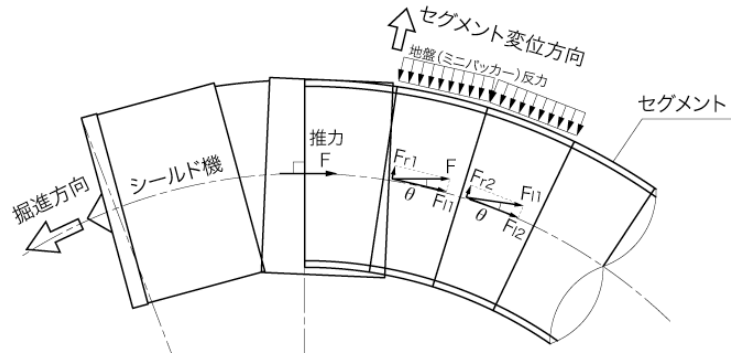 セグメント変位方向
地盤(ミニパッカー)反力
セグメント
推力
F
シールド機
掘進方向
Fr1
F
Fl1
θ
Fr2
Fl1
Fl2
θ